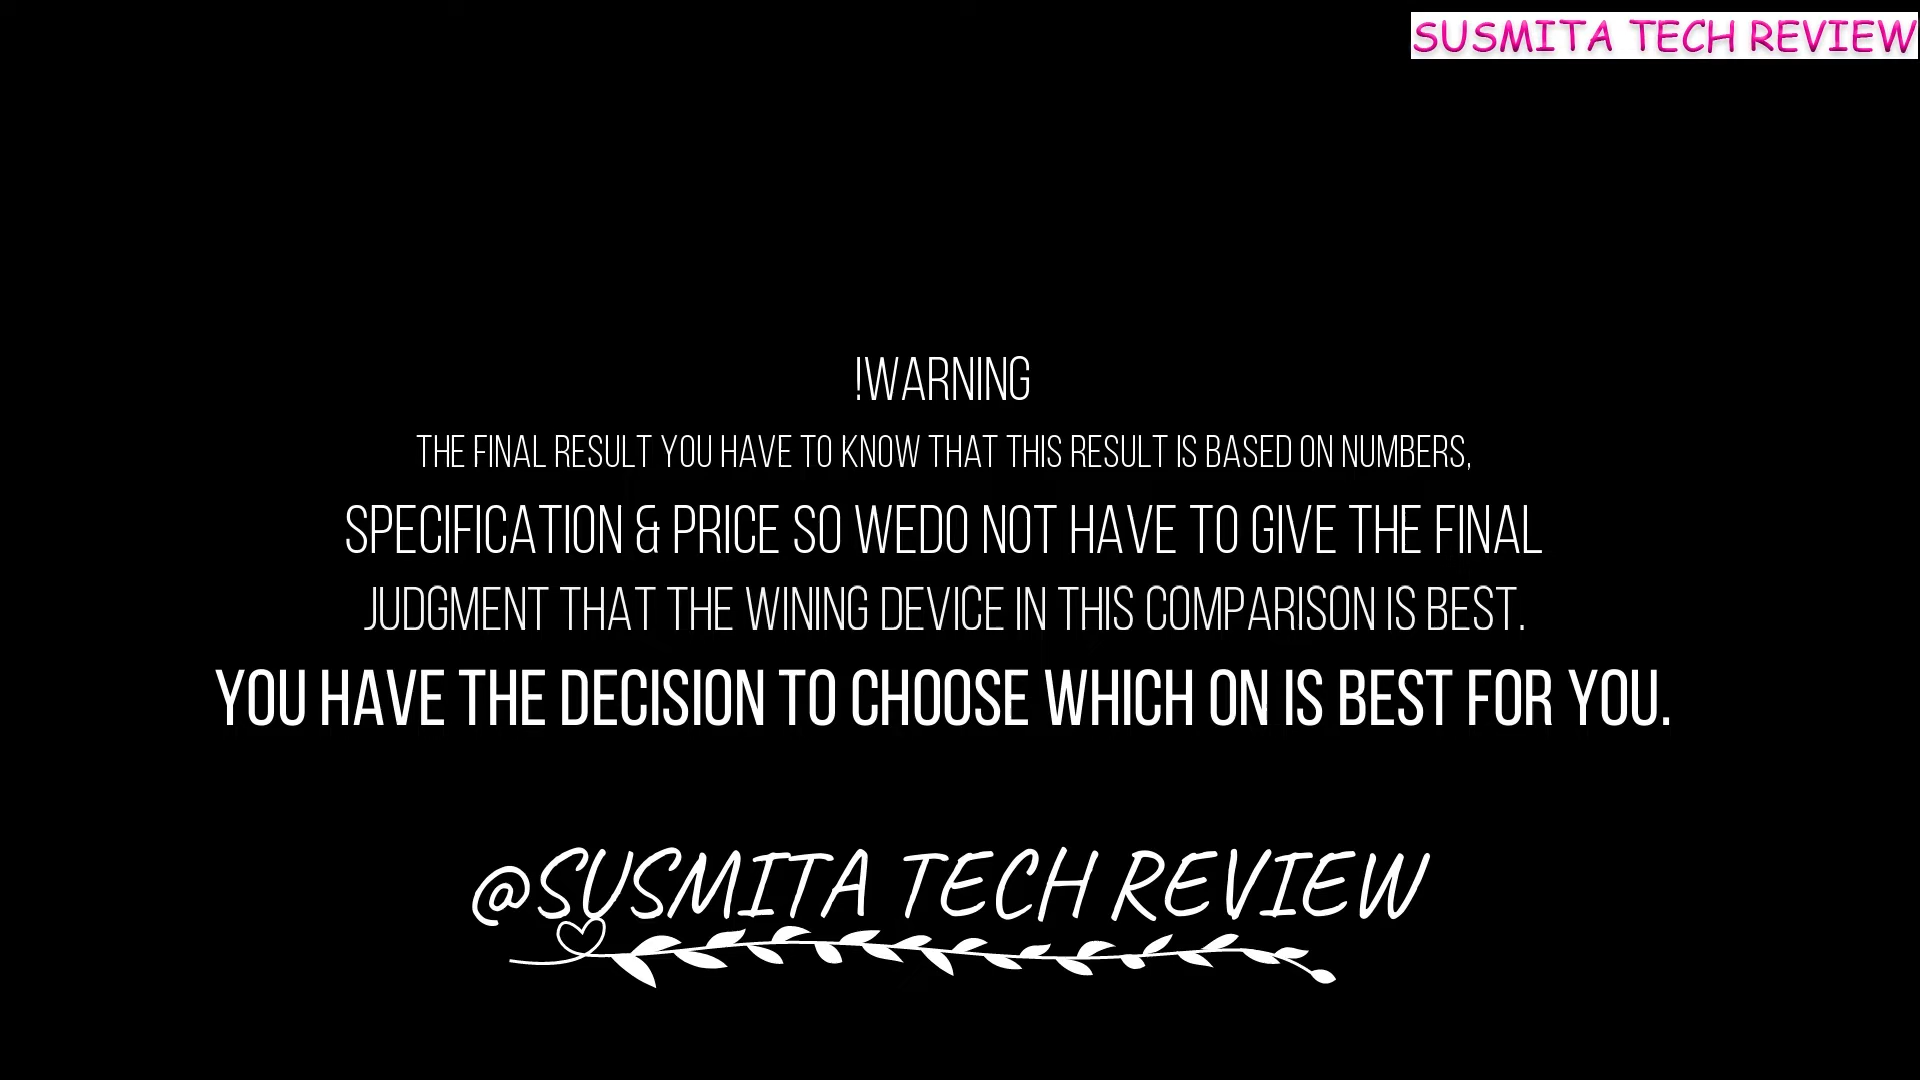 SUSMITA TECH REVIEW
!WARNING
THE FINAL RESULT YOU HAVE TO KNOW THAT THIS RESULT IS BASED ON NUMBERS,
SPECIFICATION & PRICE SO WEDO NOT HAVE TO GIVE THE FINAL
JUDGMENT THAT THE WINING DEVICE IN THIS COMPARISON IS BEST.
YOU HAVE THE DECISION TO CHOOSE WHICH ON IS BEST FOR YOU.
@SUSMITA TECH REVIEW